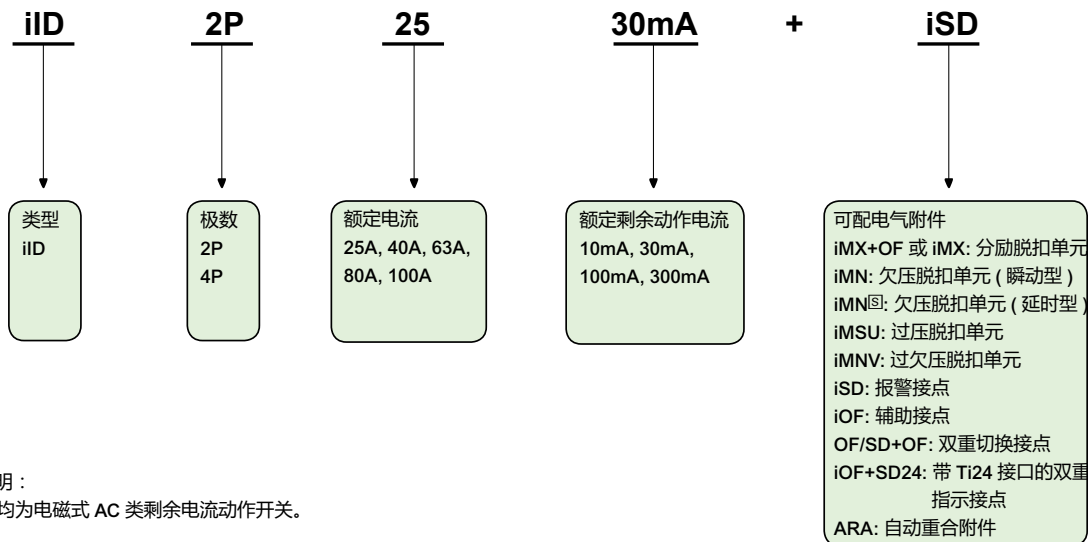 iID 2P 25 30mA + iSD
类型
iID
极数
2P
4P
额定电流
25A, 40A, 63A,
80A, 100A
额定剩余动作电流
10mA, 30mA,
100mA, 300mA
可配电气附件
iMX+OF 或 iMX: 分励脱扣单元
iMN: 欠压脱扣单元 ( 瞬动型 )
iMN🅂: 欠压脱扣单元 ( 延时型 )
iMSU: 过压脱扣单元
iMNV: 过欠压脱扣单元
iSD: 报警接点
iOF: 辅助接点
OF/SD+OF: 双重切换接点
iOF+SD24: 带 Ti24 接口的双重
指示接点
ARA: 自动重合附件
明 :
均为电磁式 AC 类剩余电流动作开关。